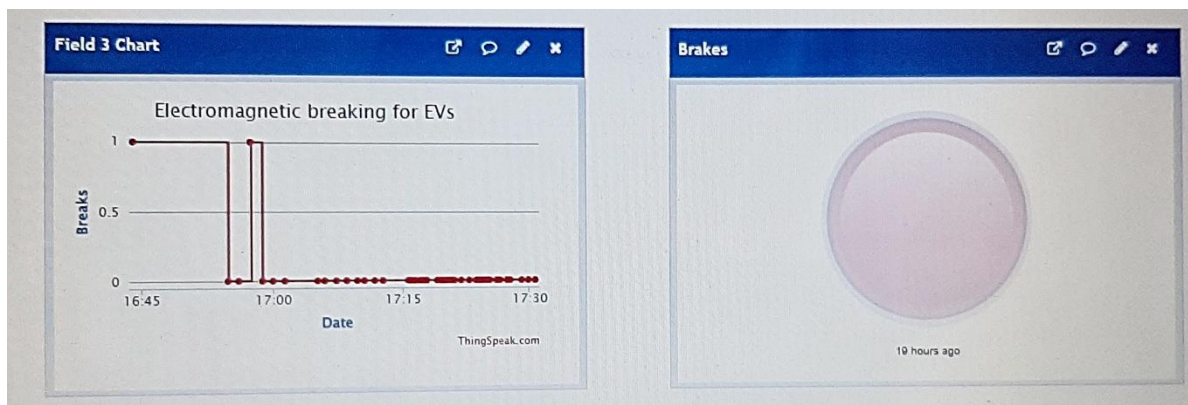 Field 3 Chart
Electromagnetic breaking for EVs
Breaks
1
0.5
0
16:45 17:00 17:15 17:30
Date
ThingSpeak.com
Brakes
19 hours ago